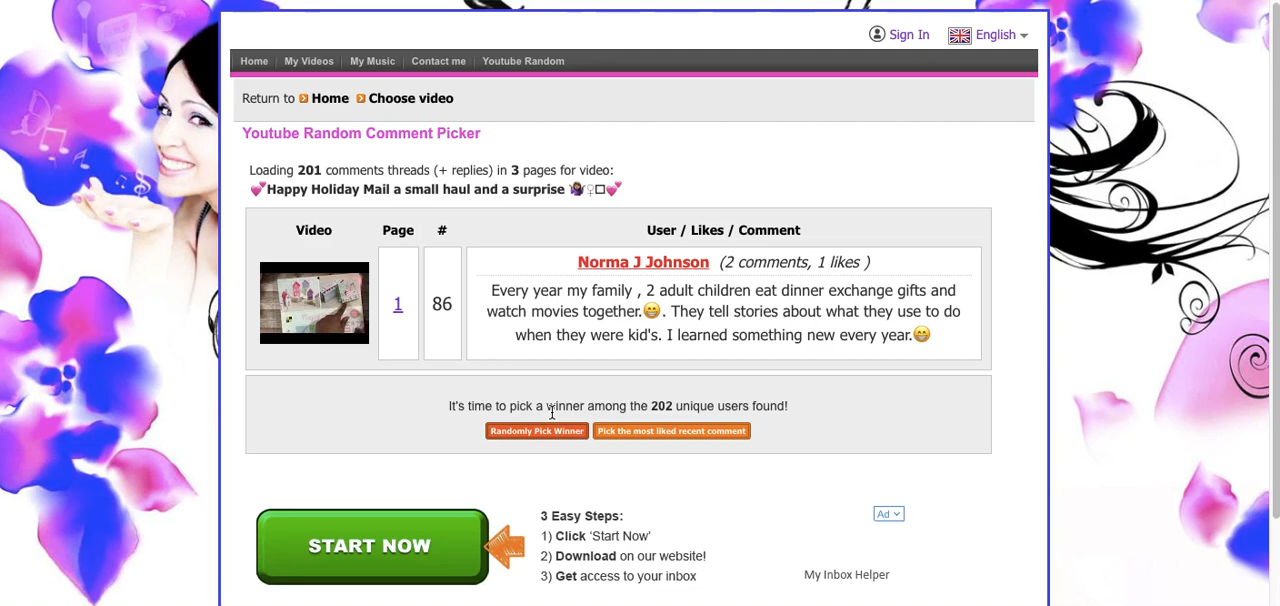 Sign In English
Home My Videos My Music Contact me Youtube Random
Return to Home Choose video
Youtube Random Comment Picker
Loading 201 comments threads (+ replies) in 3 pages for video:
💕Happy Holiday Mail a small haul and a surprise 🤷🏾‍♀□💕
Video Page # User / Likes / Comment
Norma J Johnson (2 comments, 1 likes )
1 86
Every year my family , 2 adult children eat dinner exchange gifts and
watch movies together.😁. They tell stories about what they use to do
when they were kid's. I learned something new every year.😁
It's time to pick a winner among the 202 unique users found!
Randomly Pick Winner Pick the most liked recent comment
START NOW
3 Easy Steps:
1) Click ‘Start Now’
2) Download on our website!
3) Get access to your inbox
Ad
My Inbox Helper